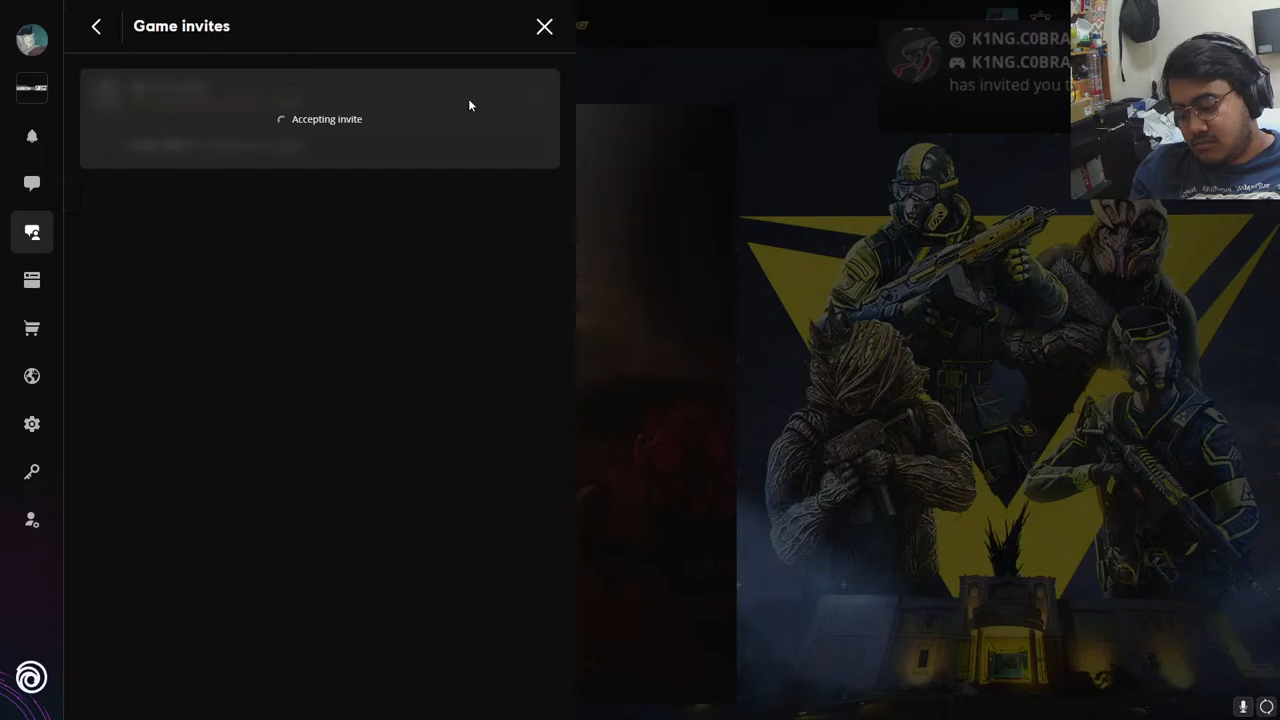 Game invites
K1NG.C0BRA
K1NG.C0BRA
has invited you t
Accepting invite